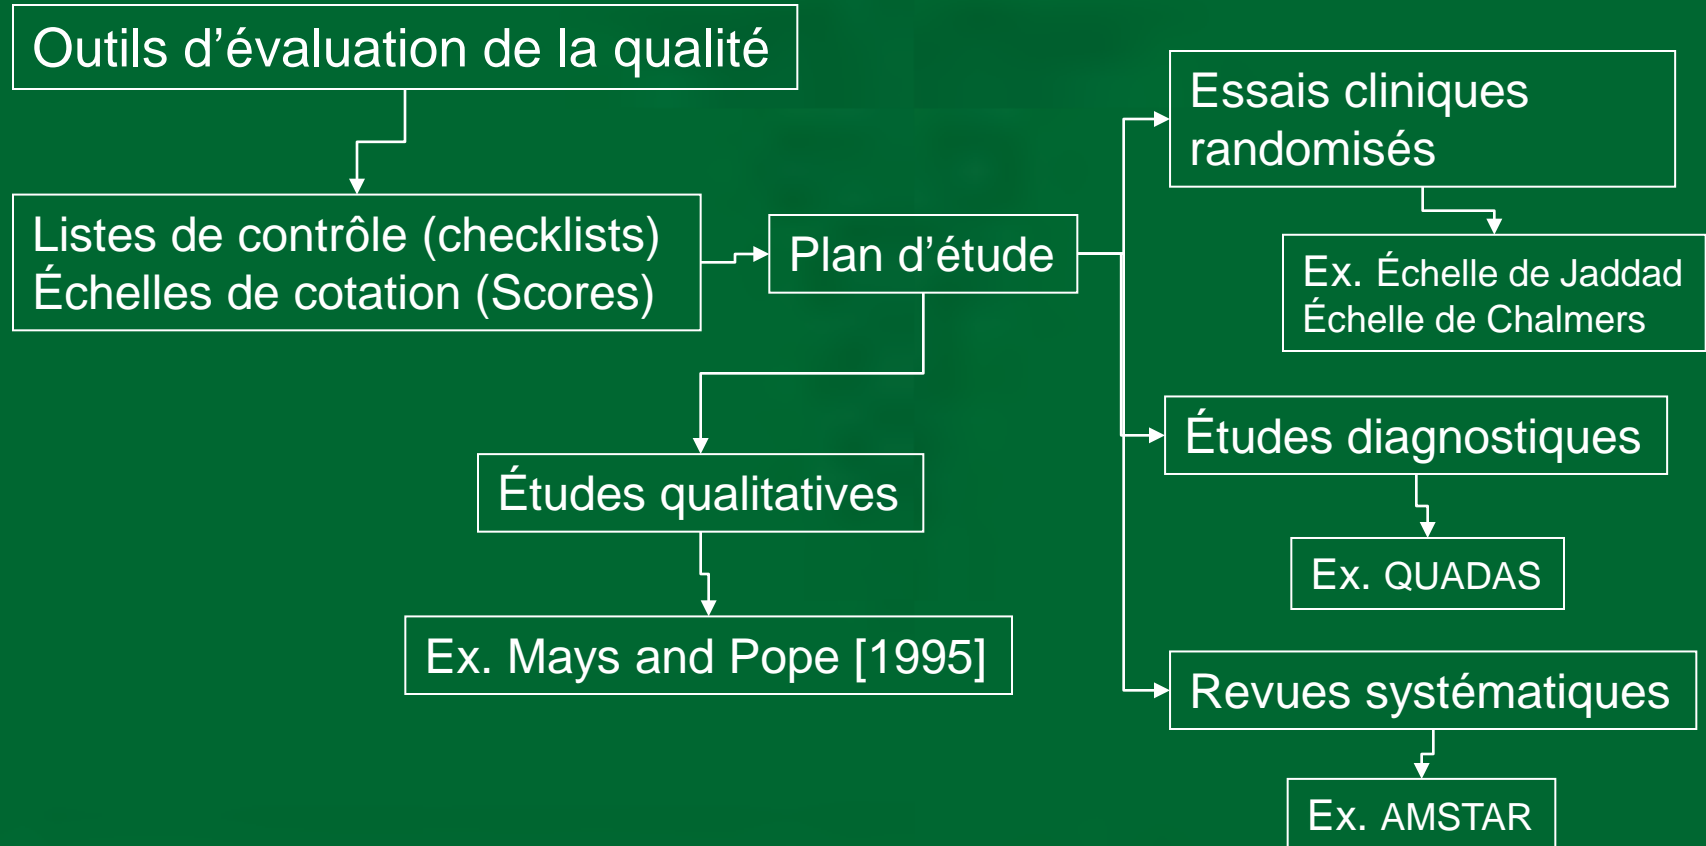 Outils d’évaluation de la qualité
Listes de contrôle (checklists)
Échelles de cotation (Scores)
Plan d’étude
Essais cliniques
randomisés
Ex. Échelle de Jaddad
Échelle de Chalmers
Études diagnostiques
Ex. QUADAS
Études qualitatives
Ex. Mays and Pope [1995]
Revues systématiques
Ex. AMSTAR